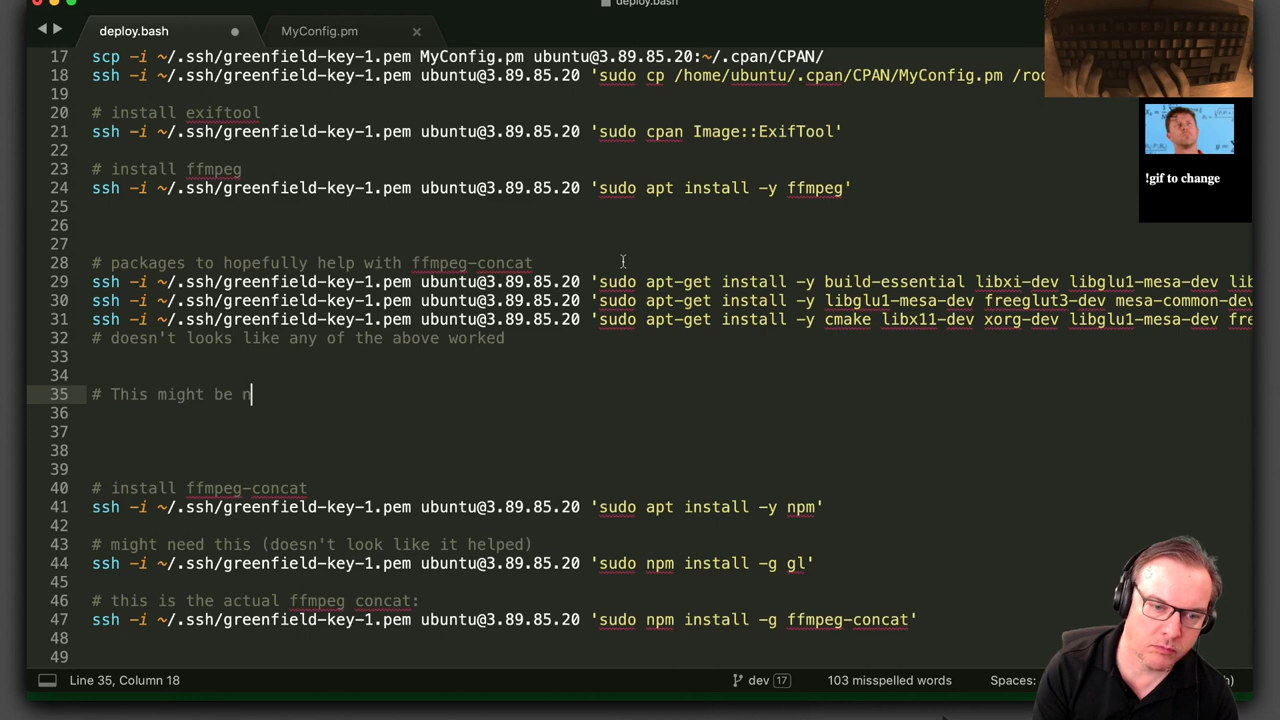 deploy.bash
deploy.bash
MyConfig.pm
17 scp -i ~/.ssh/greenfield-key-1.pem MyConfig.pm ubuntu@3.89.85.20:~/.cpan/CPAN/
18 ssh -i ~/.ssh/greenfield-key-1.pem ubuntu@3.89.85.20 'sudo cp /home/ubuntu/.cpan/CPAN/MyConfig.pm
19
20 # install exiftool
21 ssh -i ~/.ssh/greenfield-key-1.pem ubuntu@3.89.85.20 'sudo cpan Image::ExifTool'
22
23 # install ffmpeg
24 ssh -i ~/.ssh/greenfield-key-1.pem ubuntu@3.89.85.20 'sudo apt install -y ffmpeg'
25
26
27
28 # packages to hopefully help with ffmpeg-concat
29 ssh -i ~/.ssh/greenfield-key-1.pem ubuntu@3.89.85.20 'sudo apt-get install -y build-essential libxi-dev libglu1-mesa-dev
30 ssh -i ~/.ssh/greenfield-key-1.pem ubuntu@3.89.85.20 'sudo apt-get install -y libglu1-mesa-dev freeglut3-dev mesa-common-dev
31 ssh -i ~/.ssh/greenfield-key-1.pem ubuntu@3.89.85.20 'sudo apt-get install -y cmake libx11-dev xorg-dev libglu1-mesa-dev
32 # doesn't looks like any of the above worked
33
34
35 # This might be n
36
37
38
39
40 # install ffmpeg-concat
41 ssh -i ~/.ssh/greenfield-key-1.pem ubuntu@3.89.85.20 'sudo apt install -y npm'
42
43 # might need this (doesn't look like it helped)
44 ssh -i ~/.ssh/greenfield-key-1.pem ubuntu@3.89.85.20 'sudo npm install -g gl'
45
46 # this is the actual ffmpeg concat:
47 ssh -i ~/.ssh/greenfield-key-1.pem ubuntu@3.89.85.20 'sudo npm install -g ffmpeg-concat'
48
49
!gif to change
Line 35, Column 18
dev 17
103 misspelled words
Spaces: